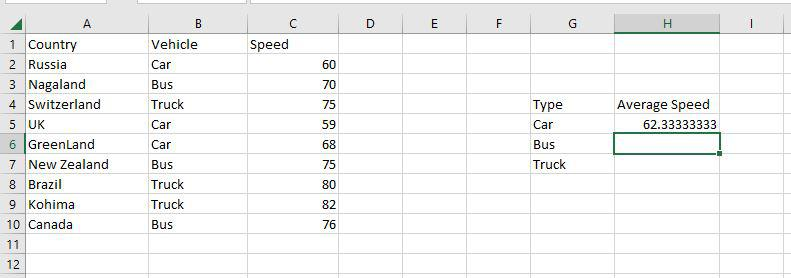 A B C D E F G H I
1 Country Vehicle Speed
2 Russia Car 60
3 Nagaland Bus 70
4 Switzerland Truck 75 Type Average Speed
5 UK Car 59 Car 62.33333333
6 GreenLand Car 68 Bus
7 New Zealand Bus 75 Truck
8 Brazil Truck 80
9 Kohima Truck 82
10 Canada Bus 76
11
12